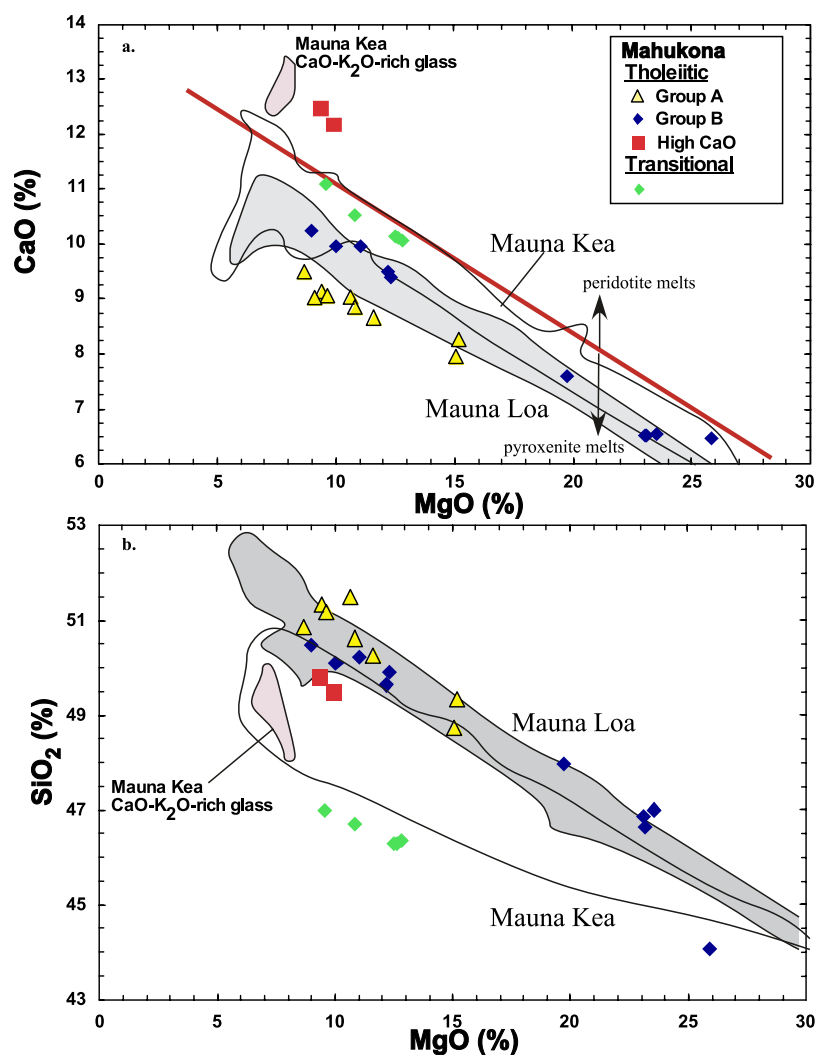 14
13
12
11
10
9
8
7
6
CaO (%)
a.
Mauna Kea
CaO-K2O-rich glass
Mahukona
Tholeiitic
Group A
Group B
High CaO
Transitional
Mauna Kea
peridotite melts
Mauna Loa
pyroxenite melts
0 5 10 15 20 25 30
MgO (%)
53
51
49
47
45
43
SiO2 (%)
b.
Mauna Loa
Mauna Kea
CaO-K2O-rich glass
Mauna Kea
0 5 10 15 20 25 30
MgO (%)